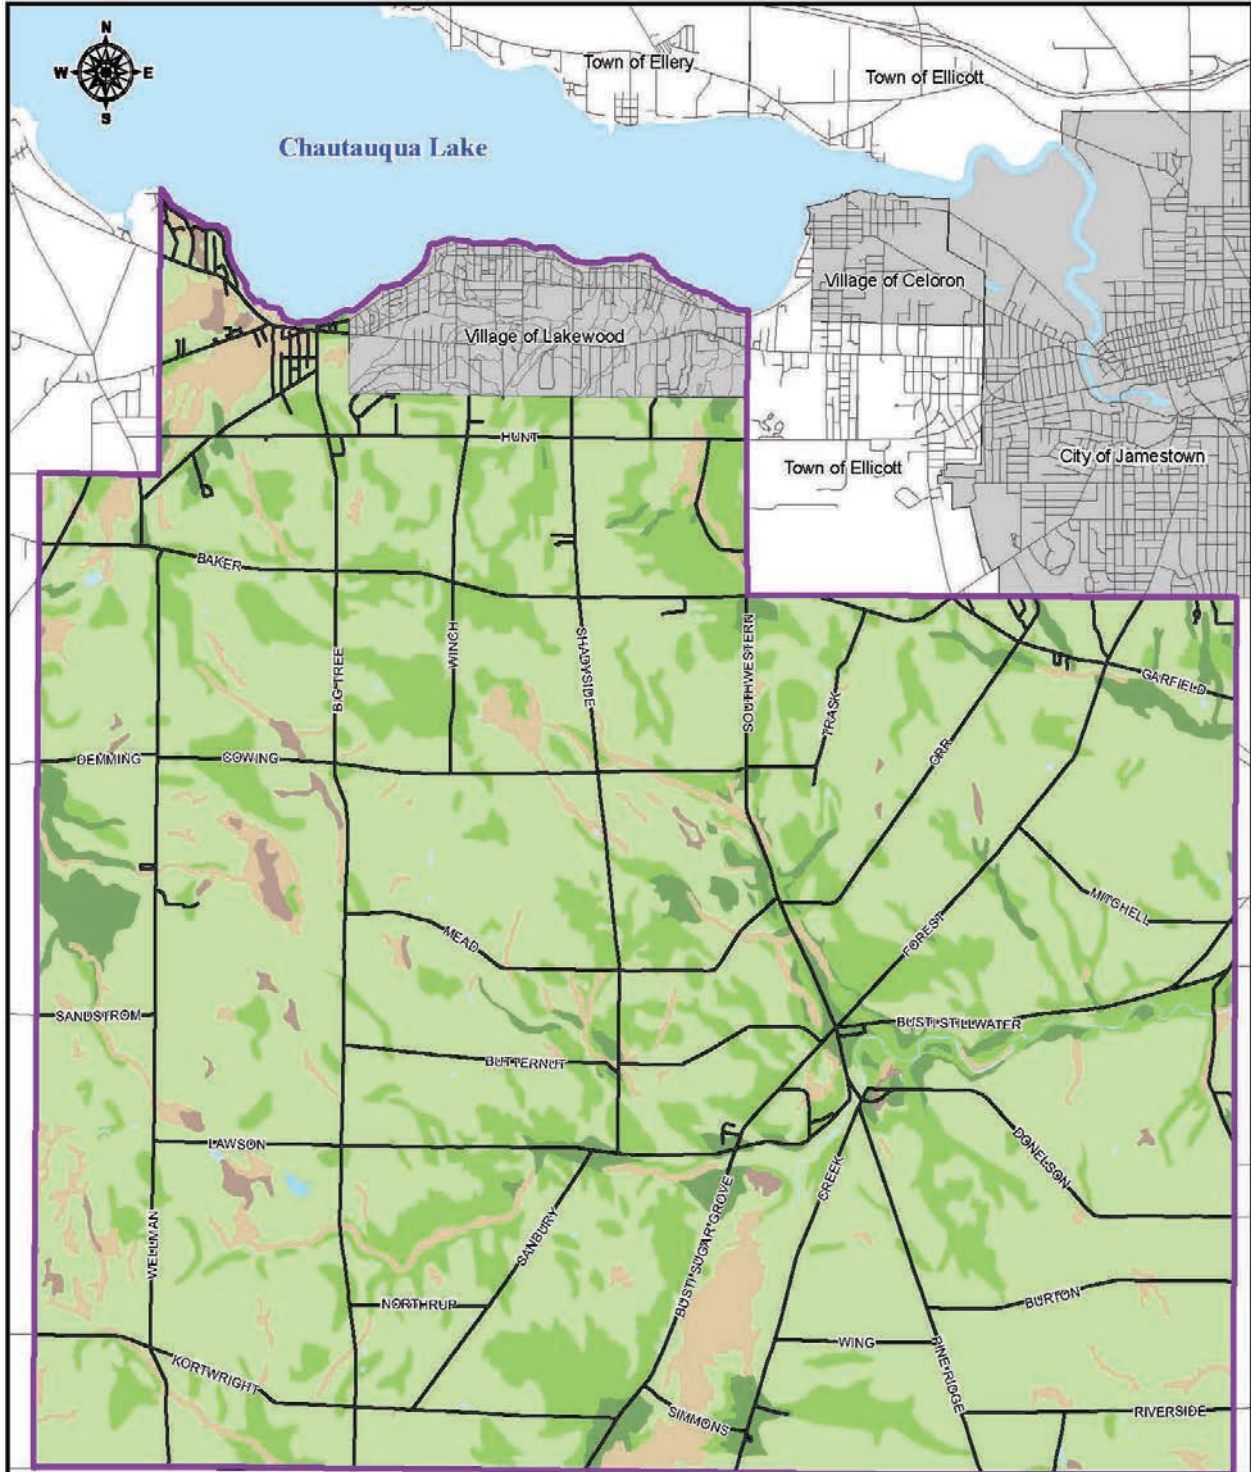 N
W E
S
Town of Ellery
Town of Ellicott
Chautauqua Lake
Village of Celoron
Village of Lakewood
HUNT
Town of Ellicott
City of Jamestown
BAKER
WINCH
SHADYSIDE
SOUTHWESTERN
BIG TREE
TRASK
GARFIELD
ORR
DEMMING
COWING
MITCHELL
MEAD
FOREST
SANDSTROM
BUSTI STILLWATER
BUTTERNUT
LAWSON
DONELSON
CREEK
WELLMAN
SANBURY
BUSTI SUGAR GROVE
NORTHRUP
BURTON
WING
PINE RIDGE
KORTWRIGHT
SIMMONS
RIVERSIDE